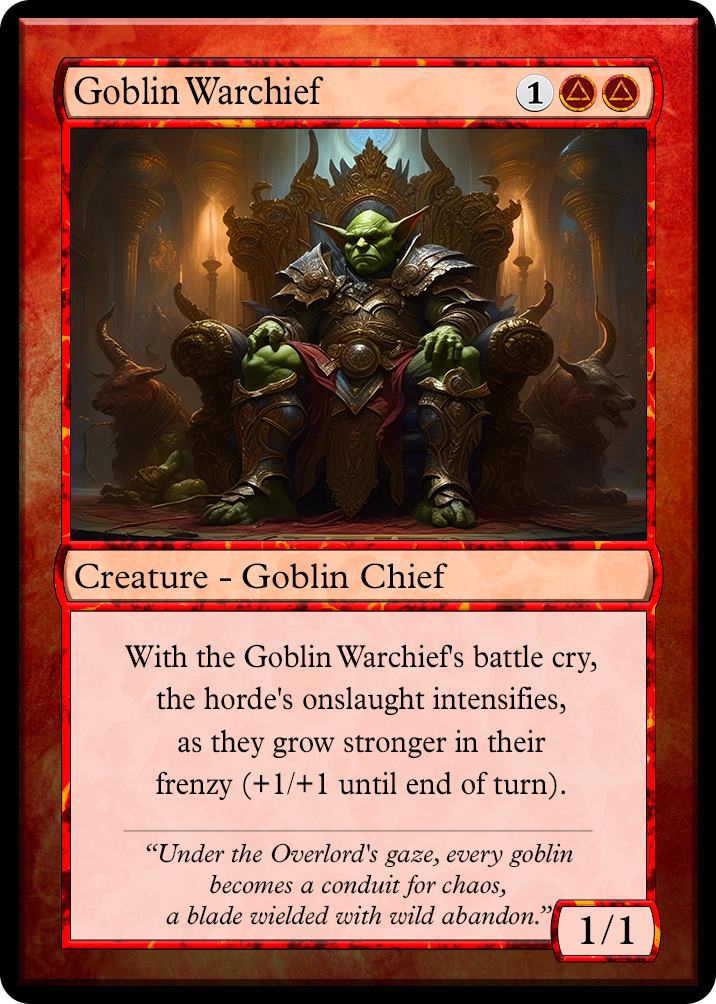 Goblin Warchief 1
Creature - Goblin Chief
With the Goblin Warchief's battle cry,
the horde's onslaught intensifies,
as they grow stronger in their
frenzy (+1/+1 until end of turn).
“Under the Overlord's gaze, every goblin
becomes a conduit for chaos,
a blade wielded with wild abandon.”
1/1